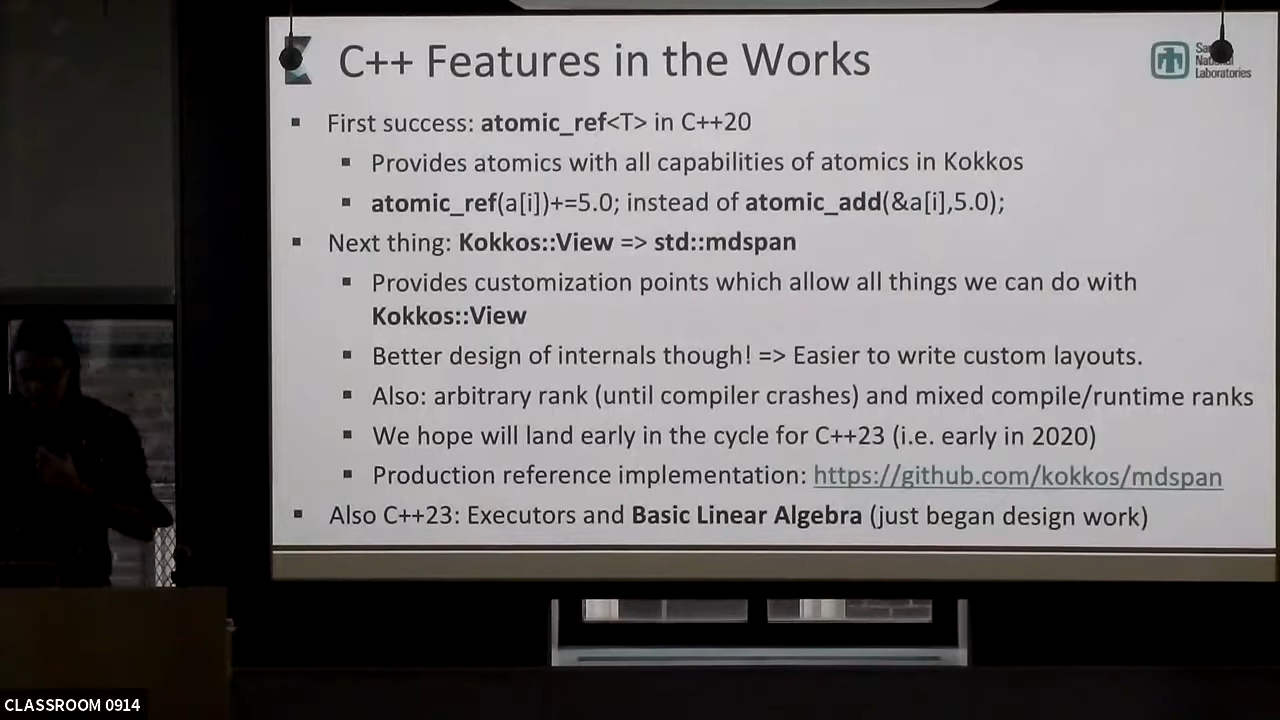 C++ Features in the Works
Laboratories
▪ First success: atomic_ref<T> in C++20
▪ Provides atomics with all capabilities of atomics in Kokkos
▪ atomic_ref(a[i])+=5.0; instead of atomic_add(&a[i],5.0);
▪ Next thing: Kokkos::View => std::mdspan
▪ Provides customization points which allow all things we can do with
Kokkos::View
▪ Better design of internals though! => Easier to write custom layouts.
▪ Also: arbitrary rank (until compiler crashes) and mixed compile/runtime ranks
▪ We hope will land early in the cycle for C++23 (i.e. early in 2020)
▪ Production reference implementation: https://github.com/kokkos/mdspan
▪ Also C++23: Executors and Basic Linear Algebra (just began design work)
CLASSROOM 0914